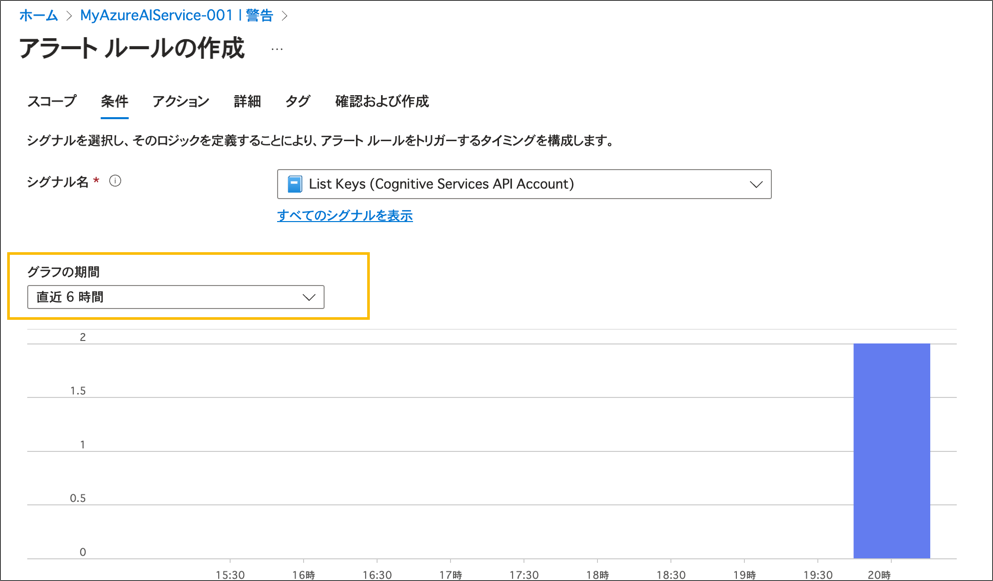 ホーム > MyAzureAIService-001 | 警告 >
アラート ルールの作成 ...
スコープ 条件 アクション 詳細 タグ 確認および作成
シグナルを選択し、そのロジックを定義することにより、アラート ルールをトリガーするタイミングを構成します。
シグナル名 * List Keys (Cognitive Services API Account)
すべてのシグナルを表示
グラフの期間
直近 6 時間
2
1.5
1
0.5
0
15:30 16時 16:30 17時 17:30 18時 18:30 19時 19:30 20時